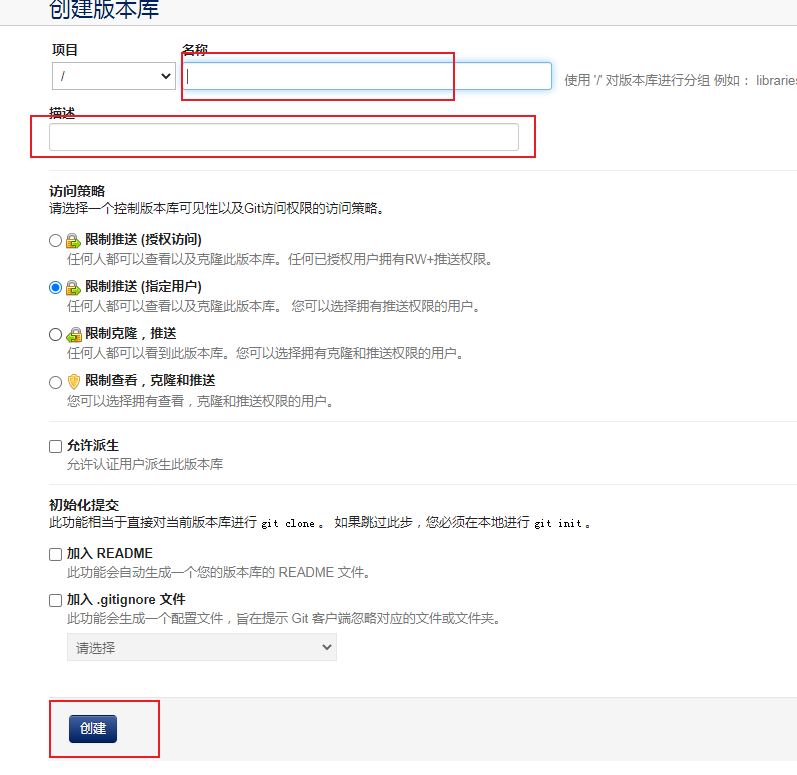 创建版本库
项目 名称
/ 使用 '/' 对版本库进行分组 例如： libraries
描述
访问策略
请选择一个控制版本库可见性以及Git访问权限的访问策略。
限制推送 (授权访问)
任何人都可以查看以及克隆此版本库。任何已授权用户拥有RW+推送权限。
限制推送 (指定用户)
任何人都可以查看以及克隆此版本库。 您可以选择拥有推送权限的用户。
限制克隆，推送
任何人都可以看到此版本库。您可以选择拥有克隆和推送权限的用户。
限制查看，克隆和推送
您可以选择拥有查看，克隆和推送权限的用户。
允许派生
允许认证用户派生此版本库
初始化提交
此功能相当于直接对当前版本库进行 git clone 。 如果跳过此步，您必须在本地进行 git init 。
加入 README
此功能会自动生成一个您的版本库的 README 文件。
加入 .gitignore 文件
此功能会生成一个配置文件，旨在提示 Git 客户端忽略对应的文件或文件夹。
请选择
创建